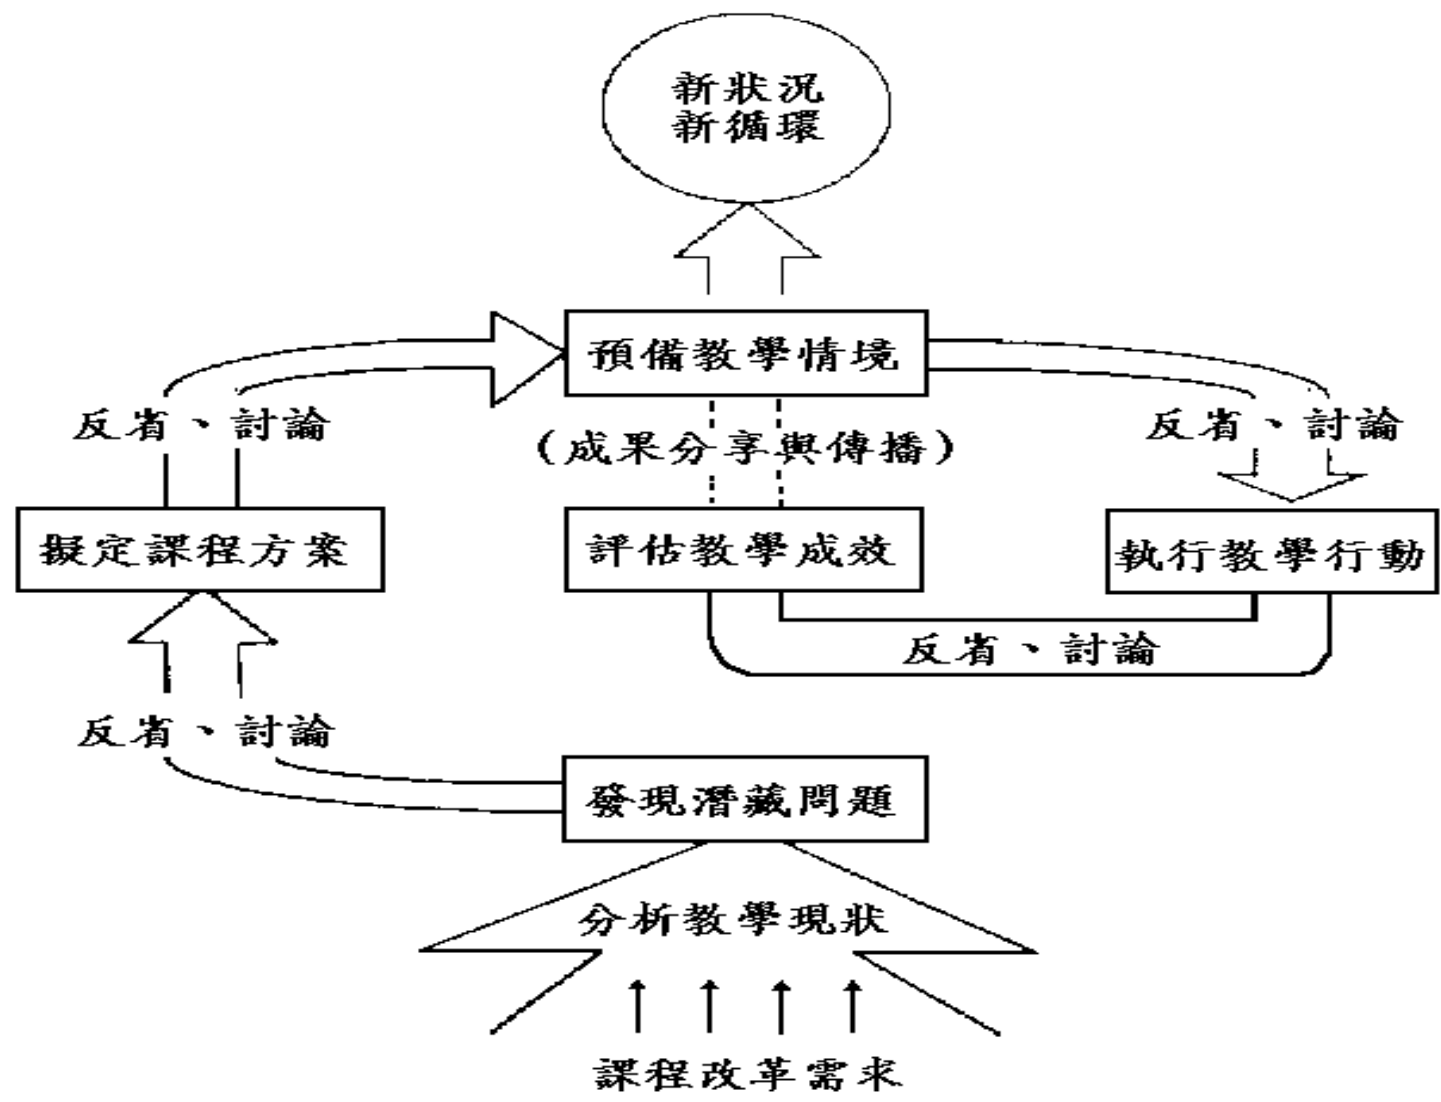 新狀況
新循環
預備教學情境
反省、討論
反省、討論
(成果分享與傳播)
擬定課程方案
評估教學成效
執行教學行動
反省、討論
反省、討論
發現潛藏問題
分析教學現狀
課程改革需求